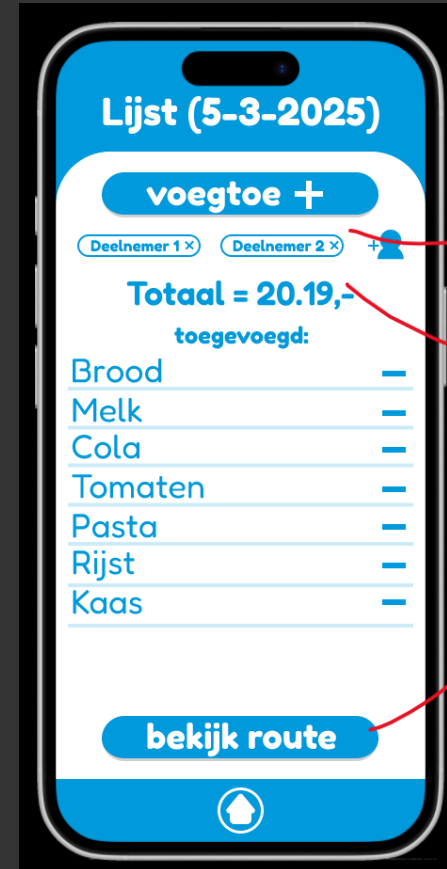 Lijst (5-3-2025)
voegtoe +
Deelnemer 1 × Deelnemer 2 × +
Totaal = 20.19,-
toegevoegd:
Brood –
Melk –
Cola –
Tomaten –
Pasta –
Rijst –
Kaas –
bekijk route